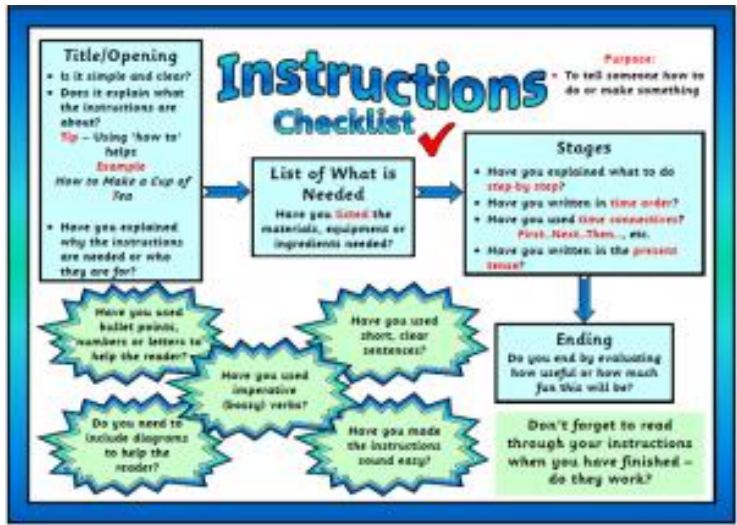 Title/Opening
• Is it simple and clear?
• Does it explain what
the instructions are
about?
Tip – Using 'how to'
helps
Example
How to Make a Cup of
Tea
• Have you explained
why the instructions
are needed or who
they are for?
Instructions
Checklist
Purpose:
• To tell someone how to
do or make something
List of What is
Needed
Have you listed the
materials, equipment or
ingredients needed?
Stages
• Have you explained what to do
step by step?
• Have you written in time order?
• Have you used time connectives?
First..Next..Then.., etc.
• Have you written in the present
tense?
Ending
Do you end by evaluating
how useful or how much
fun this will be?
Have you used
bullet points,
numbers or letters to
help the reader?
Have you used
short, clear
sentences?
Have you used
imperative
(bossy) verbs?
Do you need to
include diagrams
to help the
reader?
Have you made
the instructions
sound easy?
Don't forget to read
through your instructions
when you have finished –
do they work?